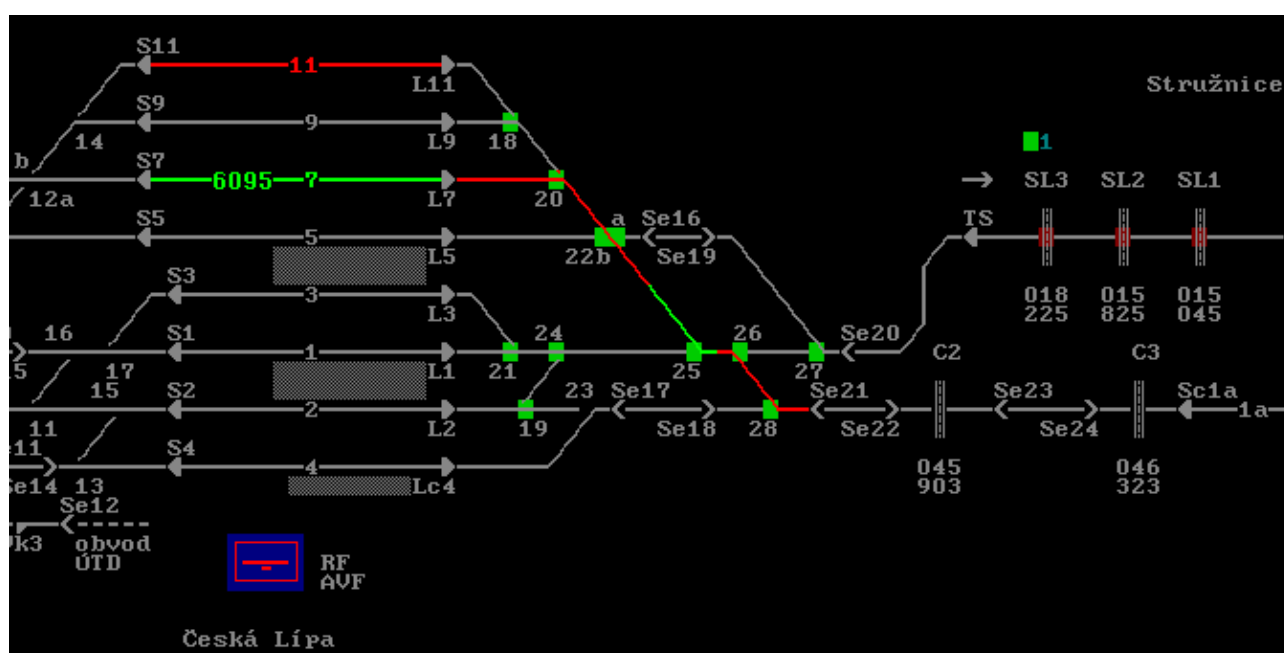 S11
11
L11
Stružnice
S9
9
14
L9
18
1
b
S7
6095
7
SL3
SL2
SL1
12a
L7
20
a
Se16
TS
S5
5
L5
22b
Se19
S3
3
L3
018
225
015
825
015
045
16
S1
24
26
Se20
C2
C3
1
15
17
L1
21
25
27
15
S2
23
Se17
Se21
Se23
Sc1a
2
1a
11
L2
19
Se18
28
Se22
Se24
S4
4
045
903
046
323
Se14
13
Lc4
Se12
obvod
ÚTD
RF
AVF
Česká Lípa